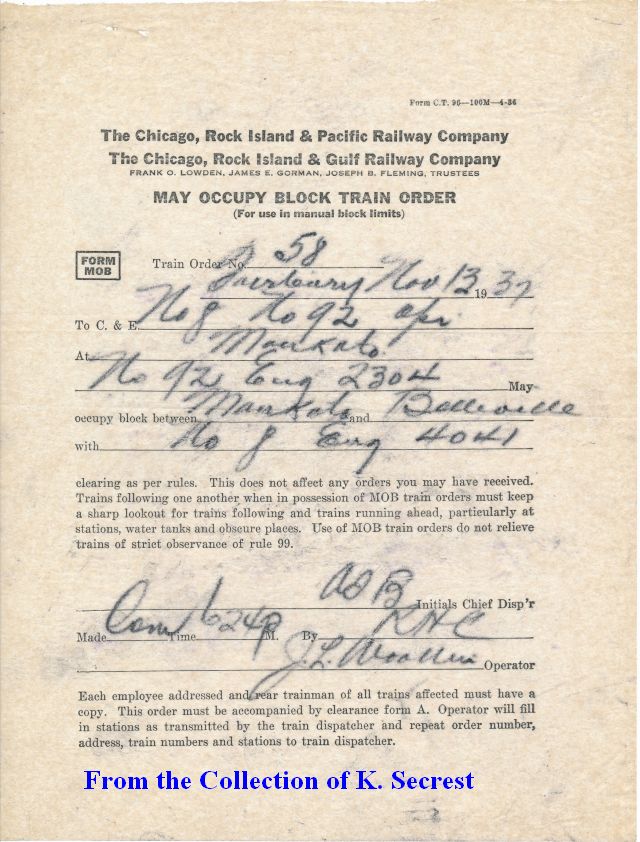 Form C.T. 96—100M—4-36
The Chicago, Rock Island & Pacific Railway Company
The Chicago, Rock Island & Gulf Railway Company
FRANK O. LOWDEN, JAMES E. GORMAN, JOSEPH B. FLEMING, TRUSTEES
MAY OCCUPY BLOCK TRAIN ORDER
(For use in manual block limits)
FORM
MOB
Train Order No. 58
Fairbury Nov 13 1937
To C. & E. No 8 No 92 opr
At Mankato
No 92 Eng 2304 May
occupy block between Mankato and Belleville
with No 8 Eng 4041
clearing as per rules. This does not affect any orders you may have received.
Trains following one another when in possession of MOB train orders must keep
a sharp lookout for trains following and trains running ahead, particularly at
stations, water tanks and obscure places. Use of MOB train orders do not relieve
trains of strict observance of rule 99.
Initials Chief Disp'r
Made Com Time 624P M. By KHC
J.L. Operator
Each employee addressed and rear trainman of all trains affected must have a
copy. This order must be accompanied by clearance form A. Operator will fill
in stations as transmitted by the train dispatcher and repeat order number,
address, train numbers and stations to train dispatcher.
From the Collection of K. Secrest